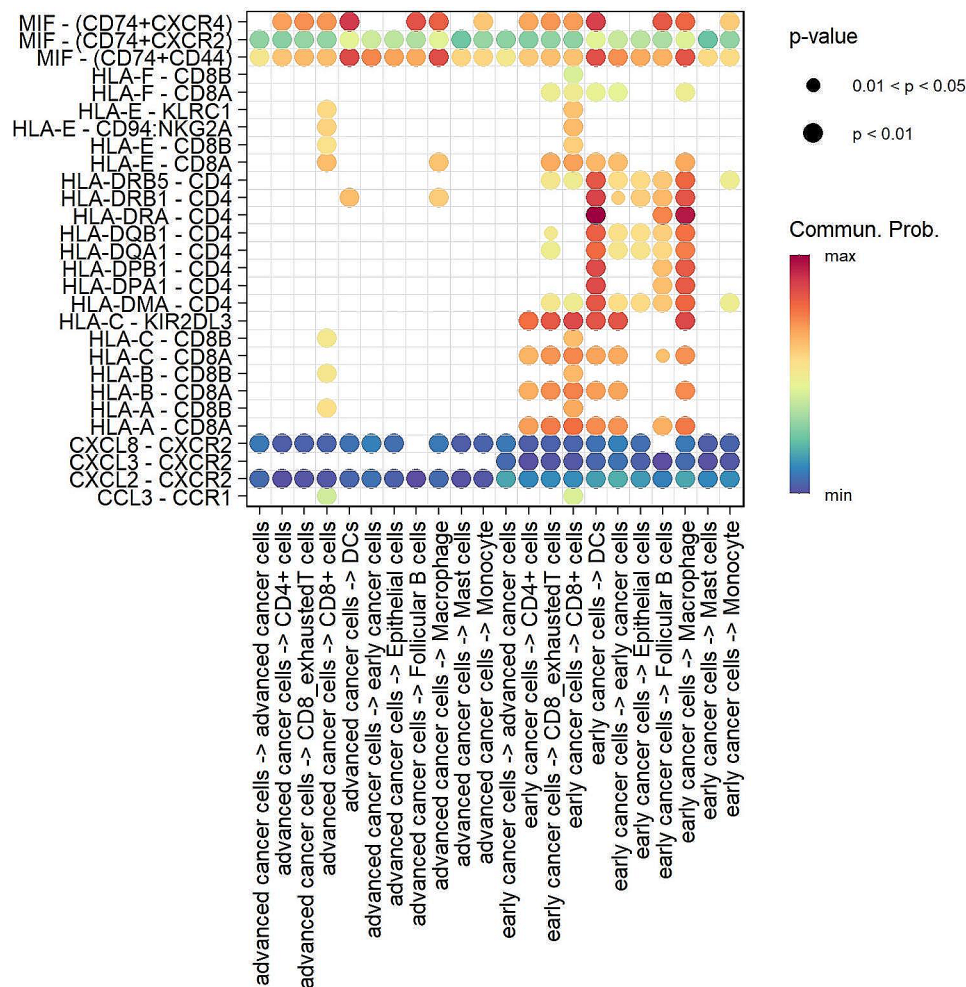 MIF - (CD74+CXCR4)
MIF - (CD74+CXCR2)
MIF - (CD74+CD44)
HLA-F - CD8B
HLA-F - CD8A
HLA-E - KLRC1
HLA-E - CD94:NKG2A
HLA-E - CD8B
HLA-E - CD8A
HLA-DRB5 - CD4
HLA-DRB1 - CD4
HLA-DRA - CD4
HLA-DQB1 - CD4
HLA-DQA1 - CD4
HLA-DPB1 - CD4
HLA-DPA1 - CD4
HLA-DMA - CD4
HLA-C - KIR2DL3
HLA-C - CD8B
HLA-C - CD8A
HLA-B - CD8B
HLA-B - CD8A
HLA-A - CD8B
HLA-A - CD8A
CXCL8 - CXCR2
CXCL3 - CXCR2
CXCL2 - CXCR2
CCL3 - CCR1
advanced cancer cells -> advanced cancer cells
advanced cancer cells -> CD4+ cells
advanced cancer cells -> CD8_exhaustedT cells
advanced cancer cells -> CD8+ cells
advanced cancer cells -> DCs
advanced cancer cells -> early cancer cells
advanced cancer cells -> Epithelial cells
advanced cancer cells -> Follicular B cells
advanced cancer cells -> Macrophage
advanced cancer cells -> Mast cells
advanced cancer cells -> Monocyte
early cancer cells -> advanced cancer cells
early cancer cells -> CD4+ cells
early cancer cells -> CD8_exhaustedT cells
early cancer cells -> CD8+ cells
early cancer cells -> DCs
early cancer cells -> early cancer cells
early cancer cells -> Epithelial cells
early cancer cells -> Follicular B cells
early cancer cells -> Macrophage
early cancer cells -> Mast cells
early cancer cells -> Monocyte
p-value
0.01 < p < 0.05
p < 0.01
Commun. Prob.
max
min